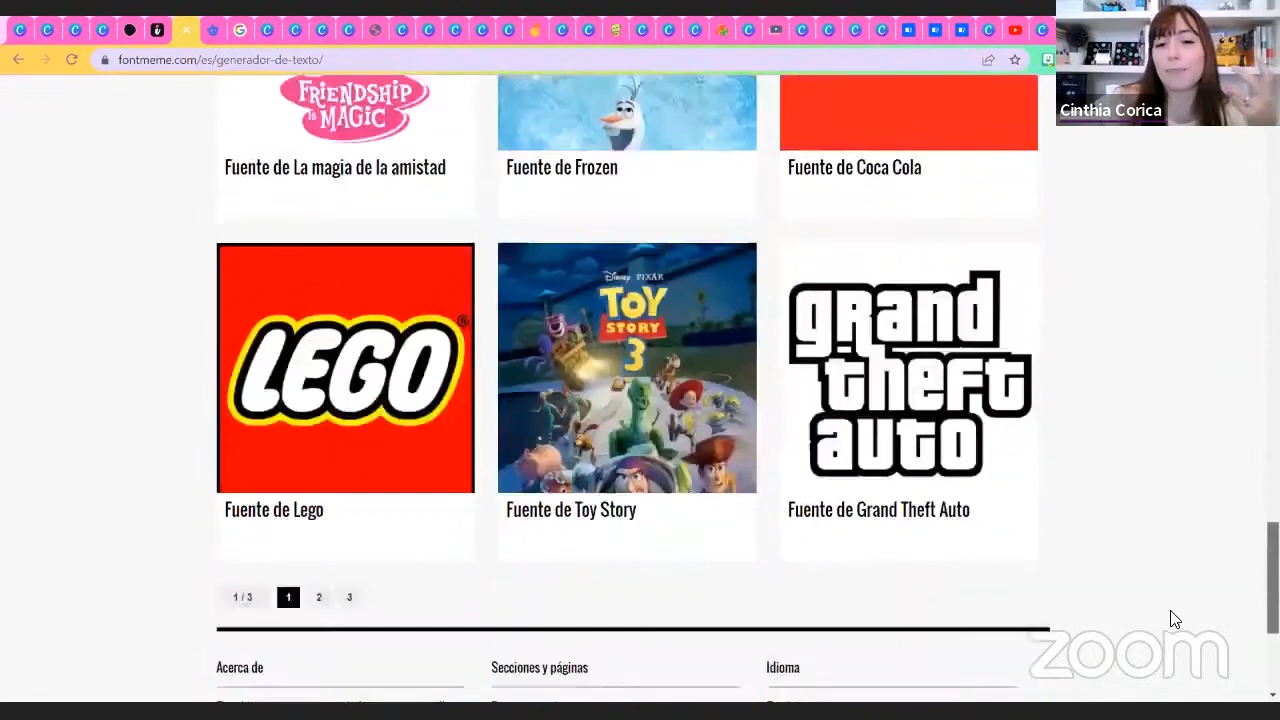 fontmeme.com/es/generador-de-texto/
Cinthia Corica
FRIENDSHIP
IS MAGIC
Fuente de La magia de la amistad
Fuente de Frozen
Fuente de Coca Cola
LEGO
®
DISNEY PIXAR
TOY
STORY
3
grand
theft
auto
Fuente de Lego
Fuente de Toy Story
Fuente de Grand Theft Auto
1 / 3
1
2
3
zoom
Acerca de
Secciones y páginas
Idioma